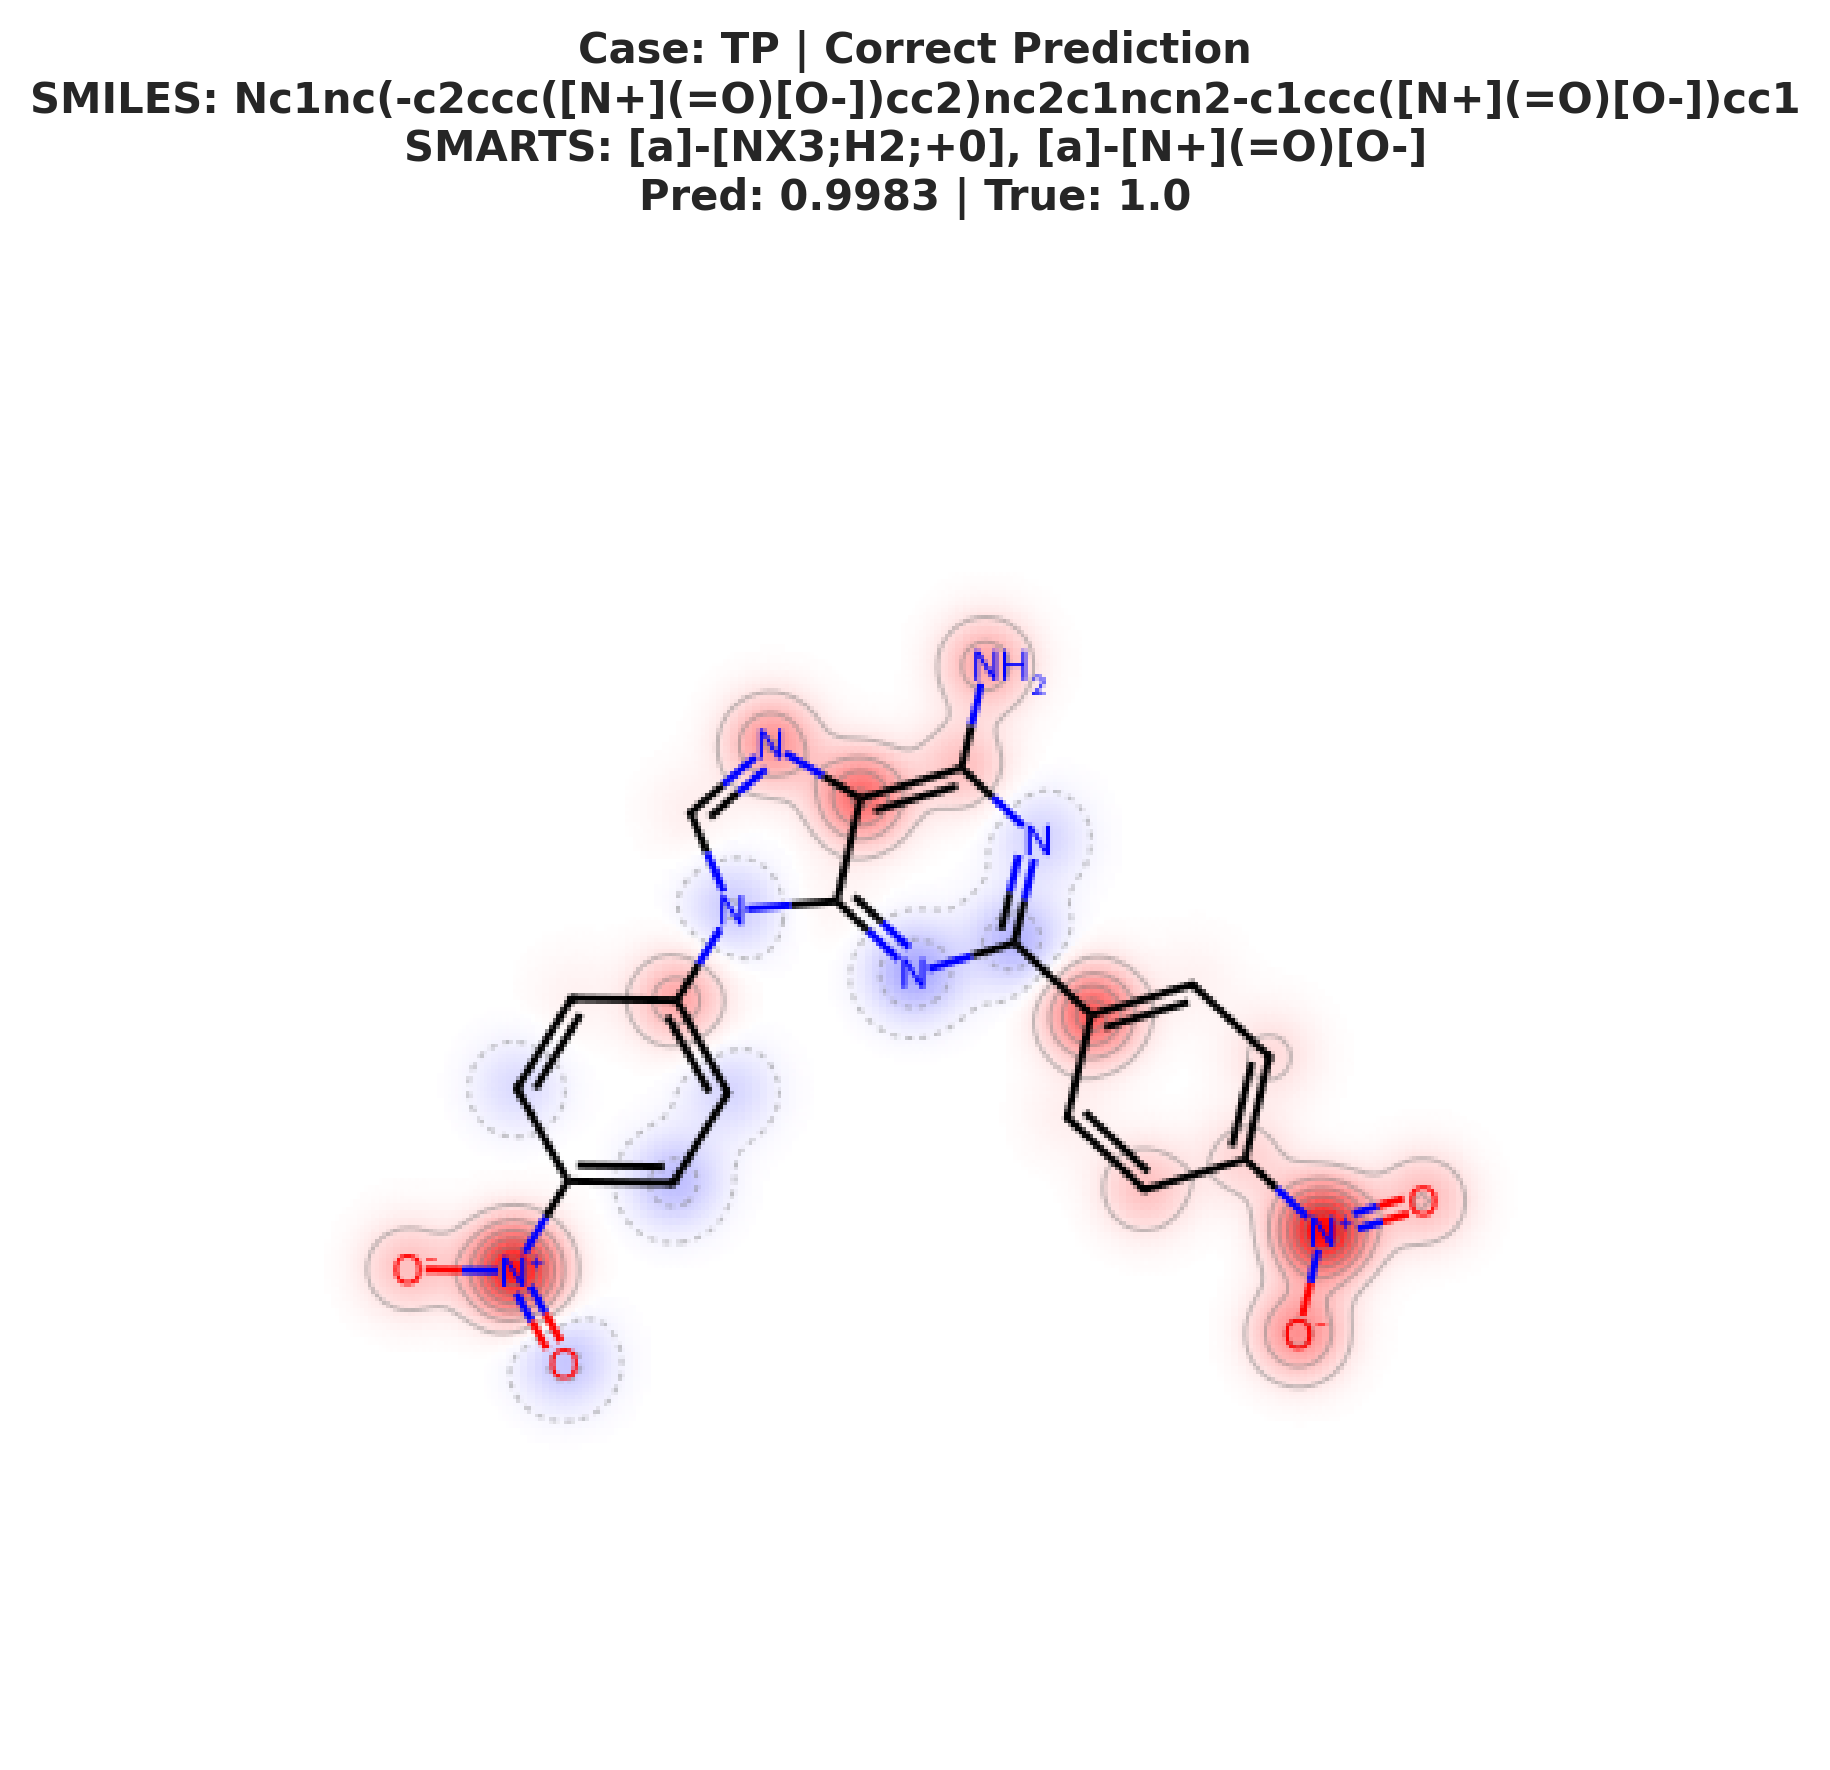 Case: TP | Correct Prediction
SMILES: Nc1nc(-c2ccc([N+](=O)[O-])cc2)nc2c1ncn2-c1ccc([N+](=O)[O-])cc1
SMARTS: [a]-[NX3;H2;+0], [a]-[N+](=O)[O-]
Pred: 0.9983 | True: 1.0
NH2
N
N
N
N
O
O- N+
N+
O-
O